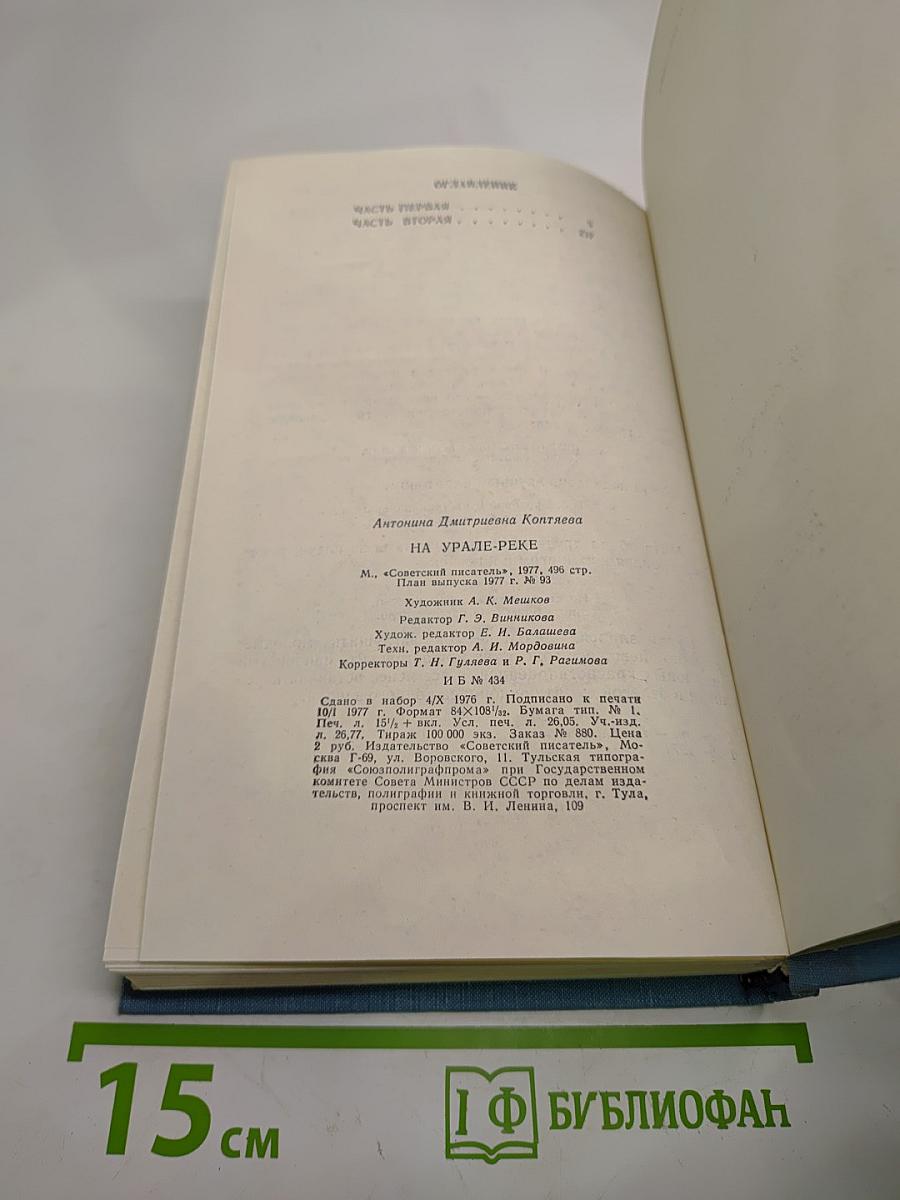 ОГЛАВЛЕНИЕ
ЧАСТЬ ПЕРВАЯ . . . . . . . .
ЧАСТЬ ВТОРАЯ . . . . . . . .
Антонина Дмитриевна Коптяева
НА УРАЛЕ-РЕКЕ
М., «Советский писатель», 1977, 496 стр.
План выпуска 1977 г. № 93
Художник А. К. Мешков
Редактор Г. Э. Винникова
Худож. редактор Е. И. Балашева
Техн. редактор А. И. Мордовина
Корректоры Т. Н. Гуляева и Р. Г. Рагимова
И Б № 434
Сдано в набор 4/X 1976 г. Подписано к печати
10/I 1977 г. Формат 84×108¹/₃₂. Бумага тип. № 1.
Печ. л. 15¹/₂ + вкл. Усл. печ. л. 26,05. Уч.-изд.
л. 26,77. Тираж 100 000 экз. Заказ № 880. Цена
2 руб. Издательство «Советский писатель», Мо-
сква Г-69, ул. Воровского, 11. Тульская типогра-
фия «Союзполиграфпрома» при Государственном
комитете Совета Министров СССР по делам изда-
тельств, полиграфии и книжной торговли, г. Тула,
проспект им. В. И. Ленина, 109
15 см
І Ф БУБЛИОФАН